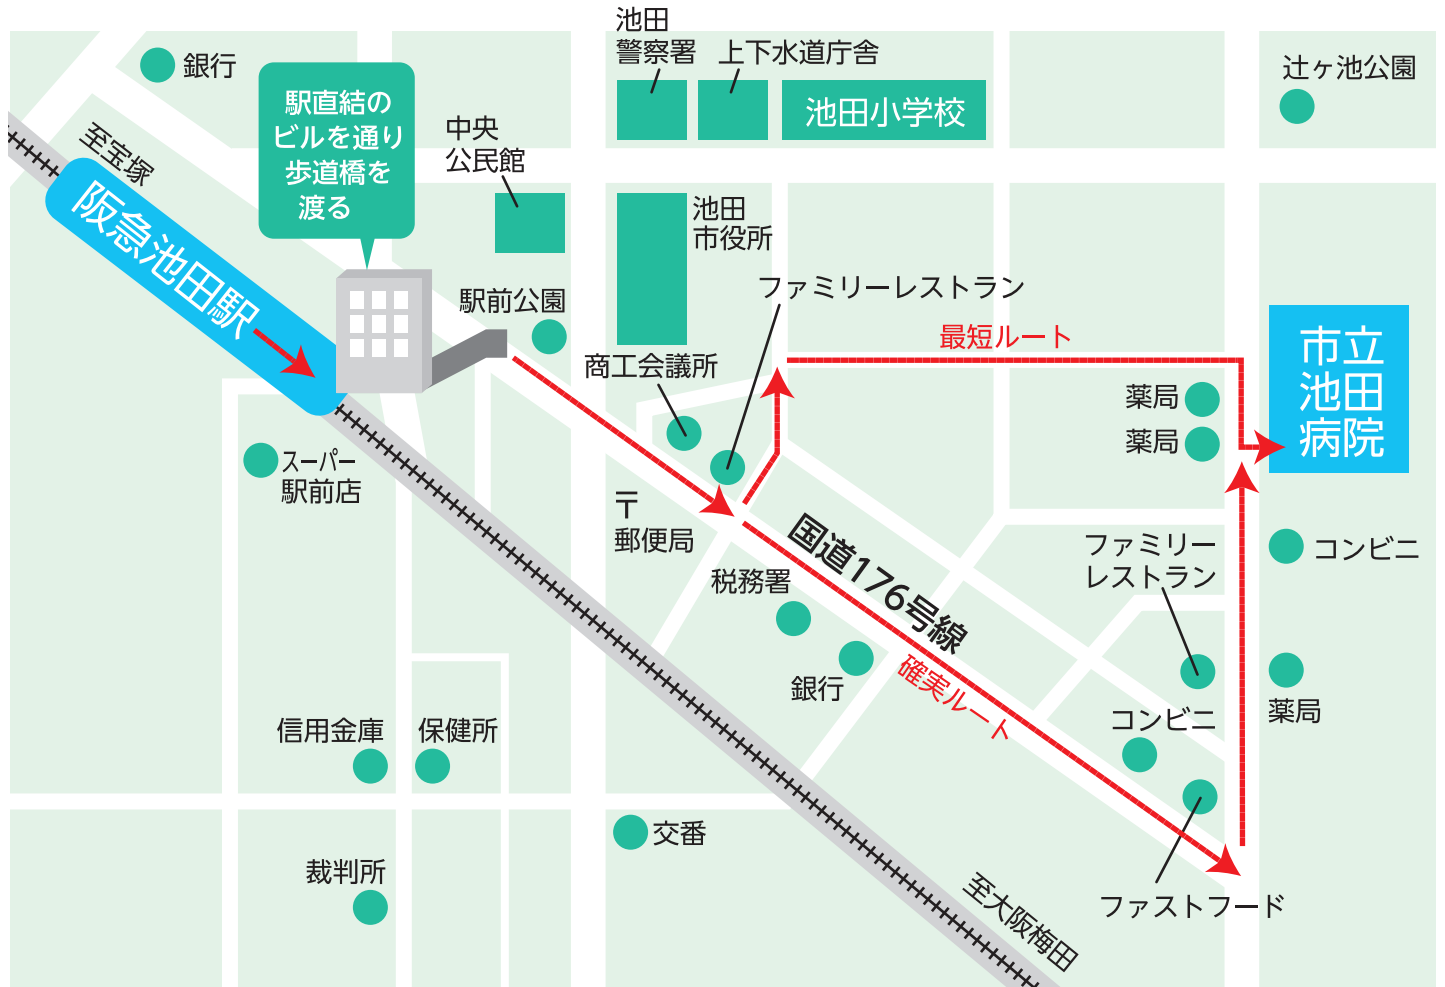 池田
警察署
上下水道庁舎
銀行
辻ヶ池公園
駅直結の
ビルを通り
歩道橋を
渡る
池田小学校
中央
公民館
至宝塚
阪急池田駅
池田
市役所
ファミリーレストラン
駅前公園
最短ルート
市立
池田
病院
商工会議所
薬局
薬局
スーパー
駅前店
〒
郵便局
国道176号線
コンビニ
ファミリー
レストラン
税務署
銀行
確実ルート
薬局
コンビニ
信用金庫
保健所
交番
裁判所
ファストフード
至大阪梅田